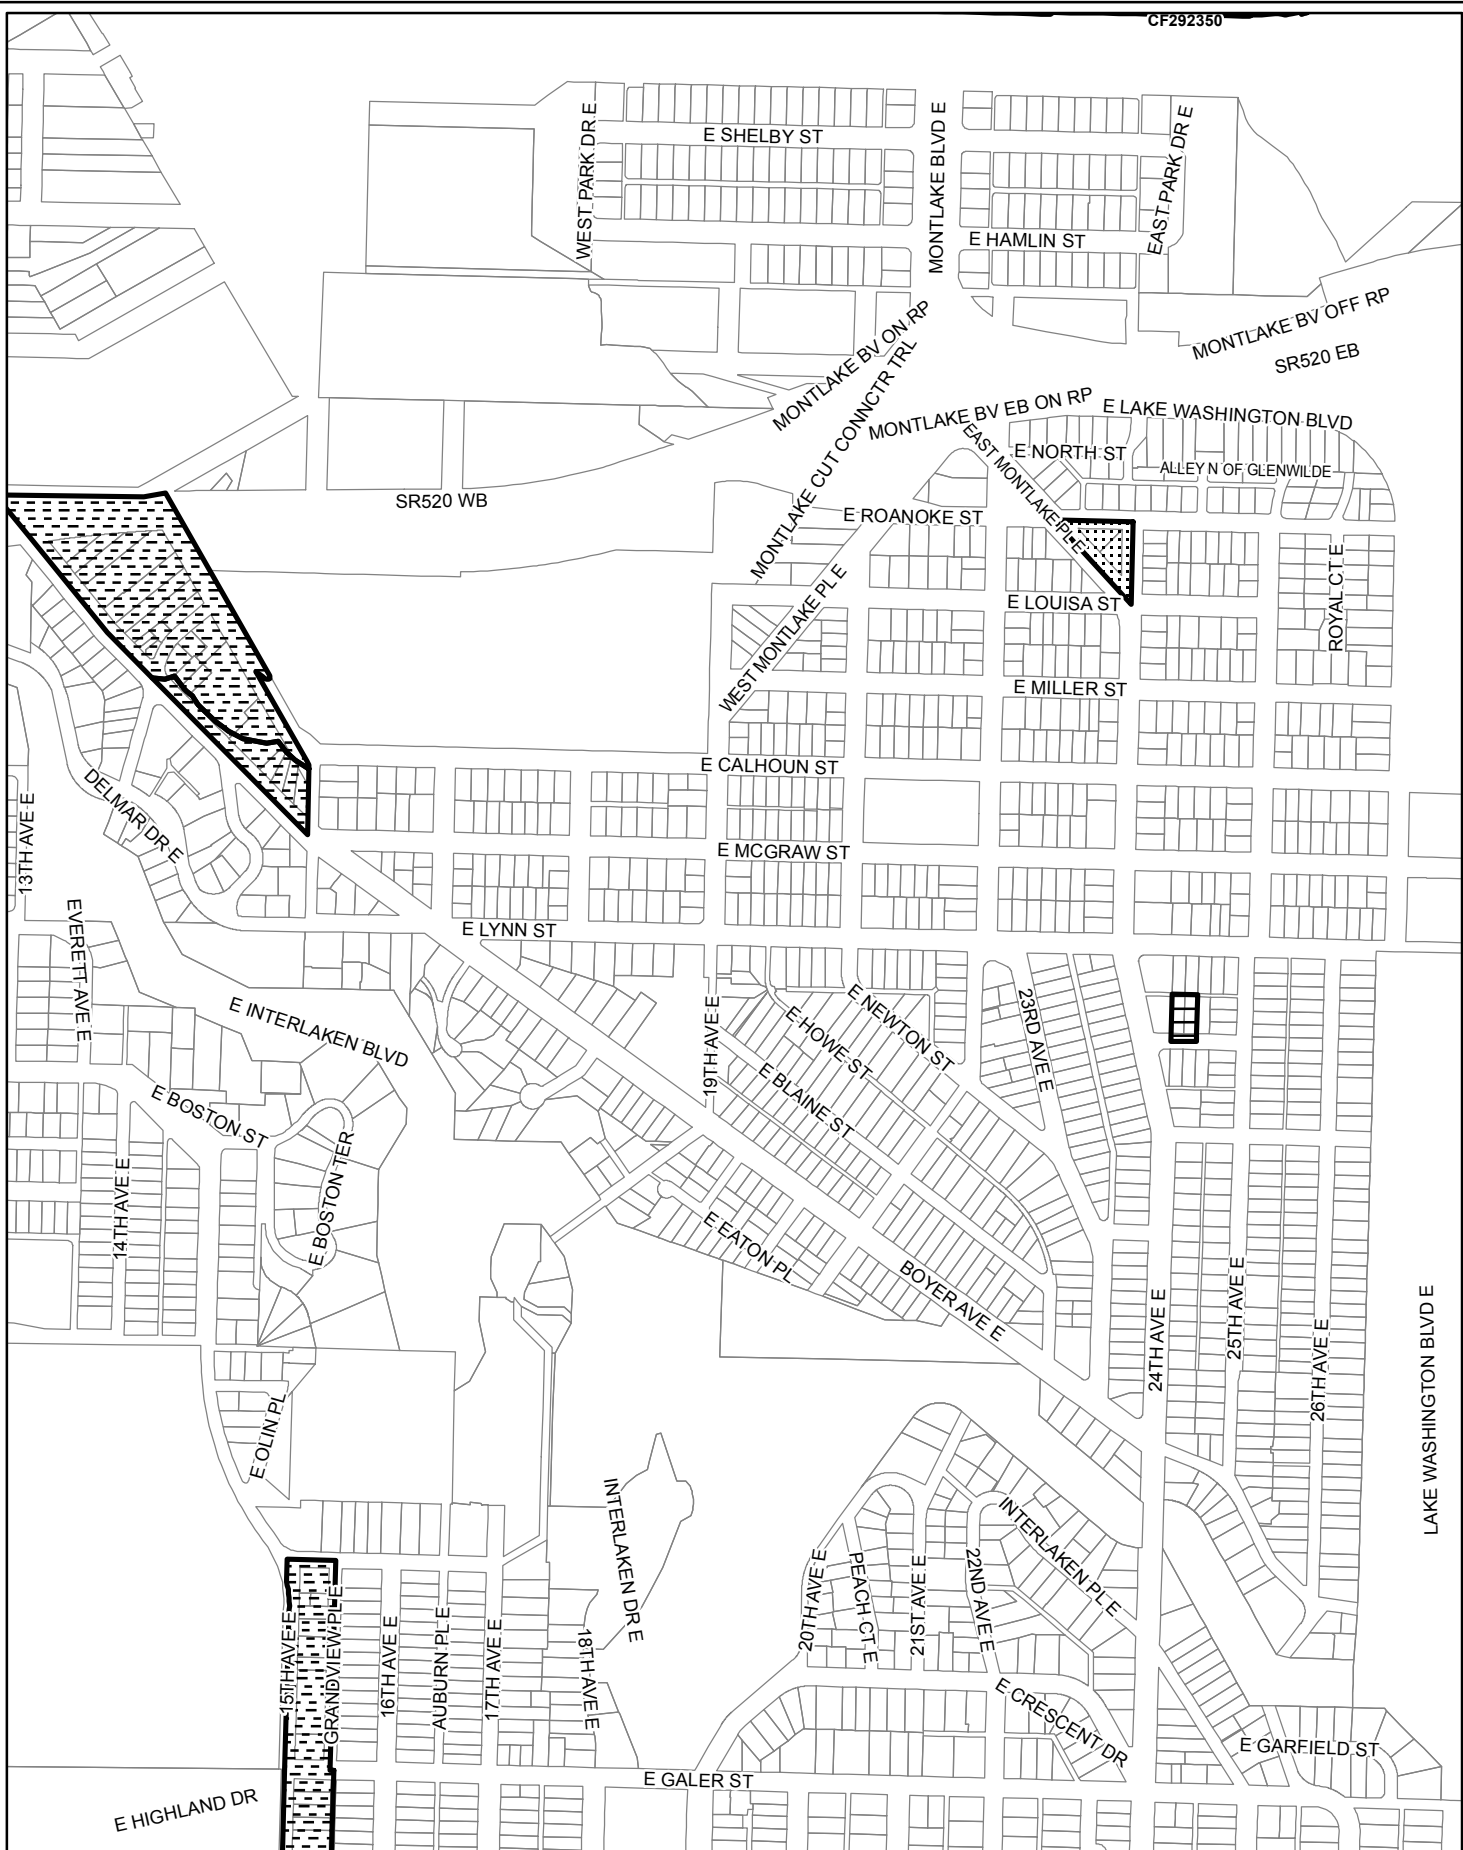 CF292350
WEST PARK DR E
E SHELBY ST
MONTLAKE BLVD E
EAST PARK DR E
E HAMLIN ST
MONTLAKE BV ON RP
MONTLAKE BV OFF RP
SR520 EB
MONTLAKE CUT CONNCTR TRL
MONTLAKE BV EB ON RP
E LAKE WASHINGTON BLVD
E NORTH ST
ALLEY N OF GLENWILDE
EAST MONTLAKE PL E
SR520 WB
E ROANOKE ST
WEST MONTLAKE PL E
E LOUISA ST
ROYAL CT E
E MILLER ST
E CALHOUN ST
DELMAR DR E
13TH AVE E
E MCGRAW ST
EVERETT AVE E
E LYNN ST
E INTERLAKEN BLVD
19TH AVE E
E NEWTON ST
E HOWE ST
23RD AVE E
E BLAINE ST
E BOSTON ST
E BOSTON TER
14TH AVE E
E EATON PL
BOYER AVE E
24TH AVE E
25TH AVE E
26TH AVE E
LAKE WASHINGTON BLVD E
E OLIN PL
INTERLAKEN DR E
INTERLAKEN PL E
20TH AVE E
PEACH CT E
21ST AVE E
22ND AVE E
15TH AVE E
GRANDVIEW PL E
16TH AVE E
AUBURN PL E
17TH AVE E
18TH AVE E
E CRESCENT DR
E GARFIELD ST
E GALER ST
E HIGHLAND DR